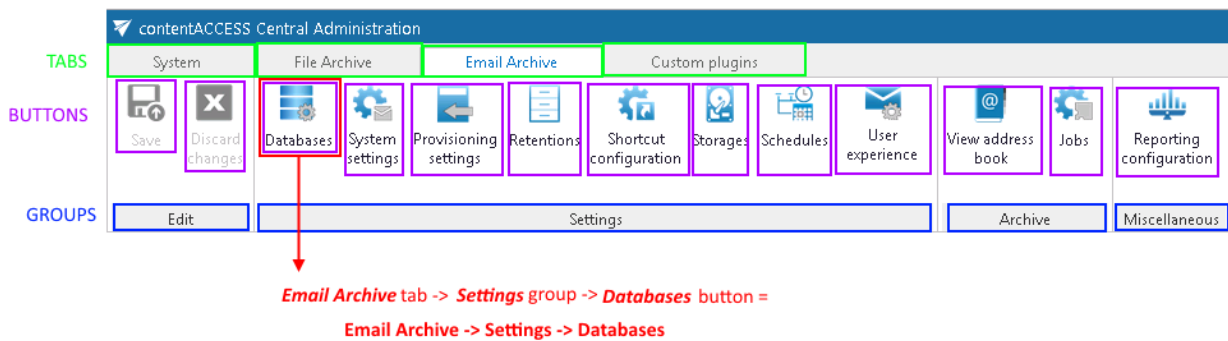 contentACCESS Central Administration
TABS
System
File Archive
Email Archive
Custom plugins
BUTTONS
Save
Discard
changes
Databases
System
settings
Provisioning
settings
Retentions
Shortcut
configuration
Storages
Schedules
User
experience
View address
book
Jobs
Reporting
configuration
GROUPS
Edit
Settings
Archive
Miscellaneous
Email Archive tab -> Settings group -> Databases button =
Email Archive -> Settings -> Databases